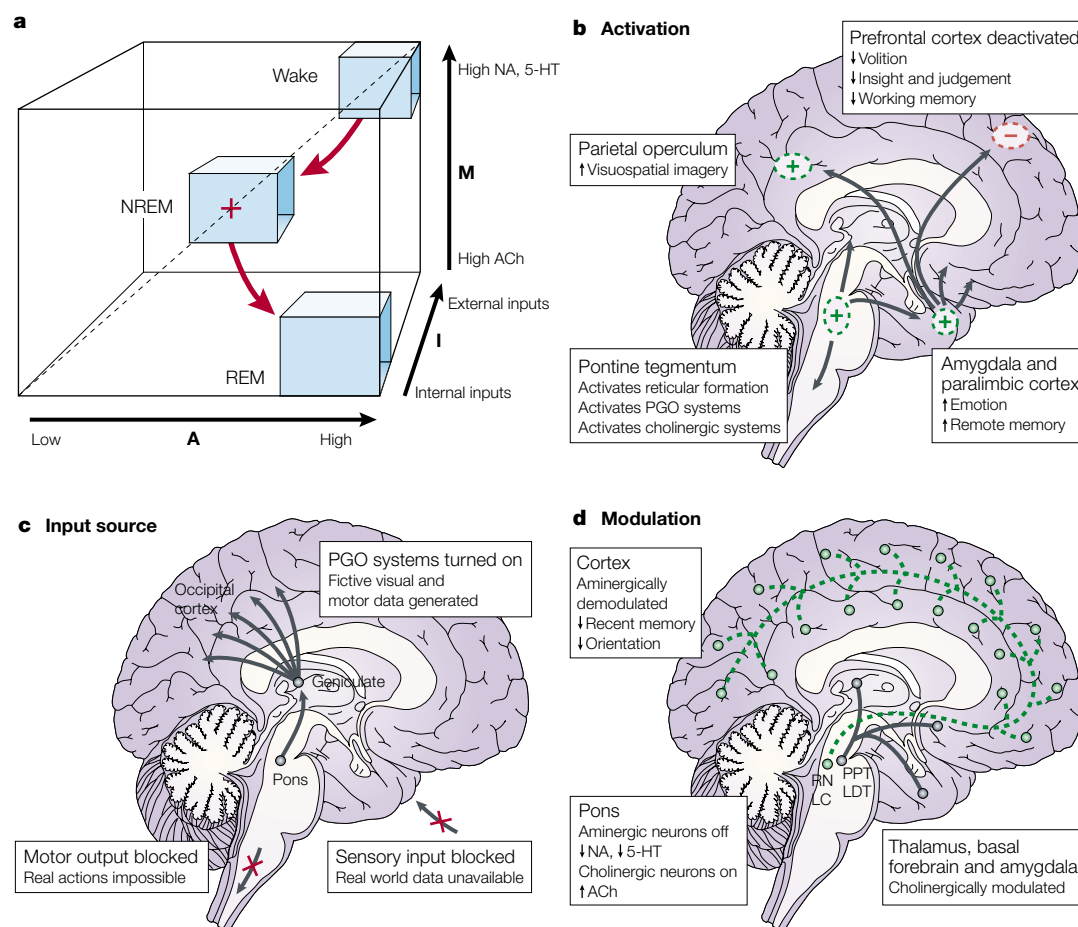 a
Wake
NREM
REM
High NA, 5-HT
M
High ACh
External inputs
I
Internal inputs
Low
A
High
b Activation
Prefrontal cortex deactivated
↓Volition
↓Insight and judgement
↓Working memory
Parietal operculum
↑Visuospatial imagery
+
−
+
+
Pontine tegmentum
Activates reticular formation
Activates PGO systems
Activates cholinergic systems
Amygdala and
paralimbic cortex
↑Emotion
↑Remote memory
c Input source
PGO systems turned on
Fictive visual and
motor data generated
Occipital
cortex
Geniculate
Pons
Motor output blocked
Real actions impossible
Sensory input blocked
Real world data unavailable
d Modulation
Cortex
Aminergically
demodulated
↓Recent memory
↓Orientation
RN
LC
PPT
LDT
Pons
Aminergic neurons off
↓NA, ↓5-HT
Cholinergic neurons on
↑ACh
Thalamus, basal
forebrain and amygdala
Cholinergically modulated